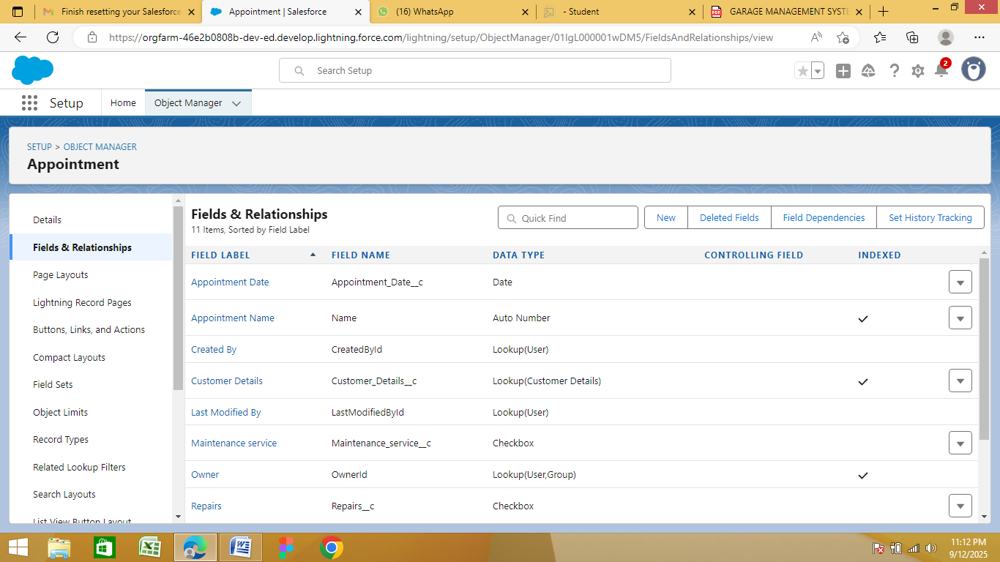 Finish resetting your Salesforce
Appointment | Salesforce
(16) WhatsApp
- Student
GARAGE MANAGEMENT SYSTE
https://orgfarm-46e2b0808b-dev-ed.develop.lightning.force.com/lightning/setup/ObjectManager/01IgL000001wDM5/FieldsAndRelationships/view
Search Setup
2
Setup
Home
Object Manager
SETUP > OBJECT MANAGER
Appointment
Details
Fields & Relationships
Page Layouts
Lightning Record Pages
Buttons, Links, and Actions
Compact Layouts
Field Sets
Object Limits
Record Types
Related Lookup Filters
Search Layouts
List View Button Layout
Fields & Relationships
11 Items, Sorted by Field Label
Quick Find
New
Deleted Fields
Field Dependencies
Set History Tracking
FIELD LABEL FIELD NAME DATA TYPE CONTROLLING FIELD INDEXED
Appointment Date Appointment_Date__c Date
Appointment Name Name Auto Number
Created By CreatedById Lookup(User)
Customer Details Customer_Details__c Lookup(Customer Details)
Last Modified By LastModifiedById Lookup(User)
Maintenance service Maintenance_service__c Checkbox
Owner OwnerId Lookup(User,Group)
Repairs Repairs__c Checkbox
11:12 PM
9/12/2025